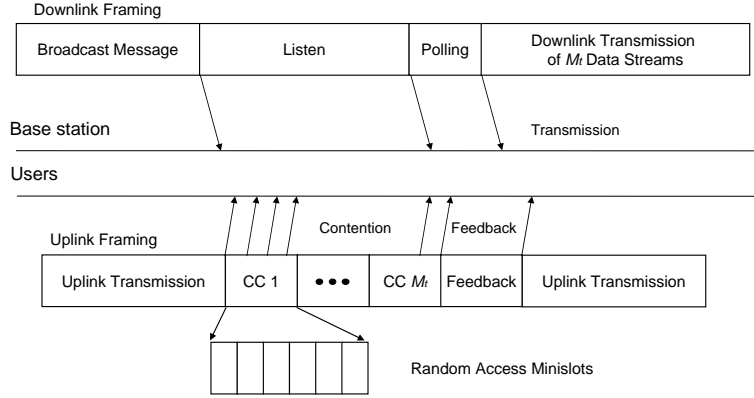 Downlink Framing
Broadcast Message
Listen
Polling
Downlink Transmission
of Mt Data Streams
Base station
Transmission
Users
Contention
Feedback
Uplink Framing
Uplink Transmission
CC 1
•••
CC Mt
Feedback
Uplink Transmission
Random Access Minislots